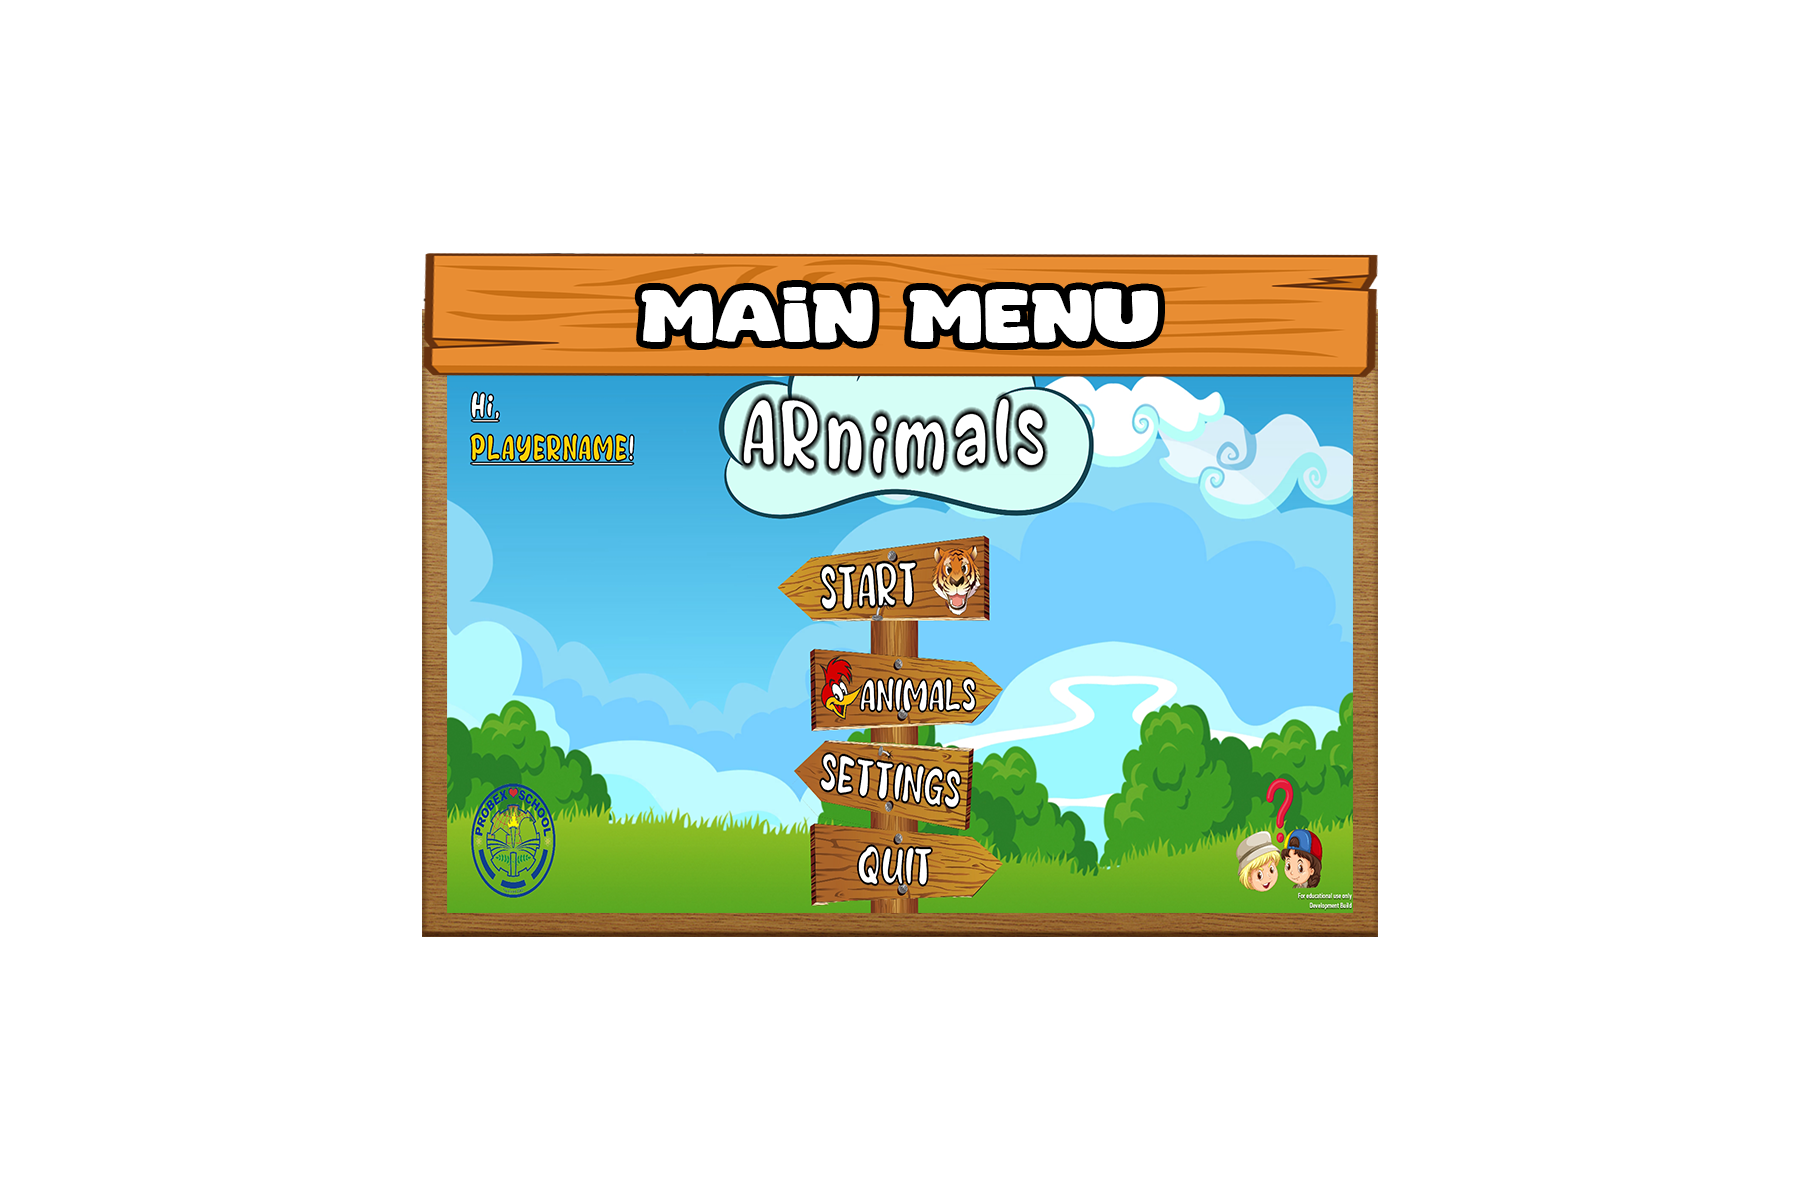 MAiN MENU
Hi,
PLAYERNAME!
ARnimals
START
ANIMALS
SETTINGS
QUIT
PROBEX SCHOOL
?
For educational use only
Development Build